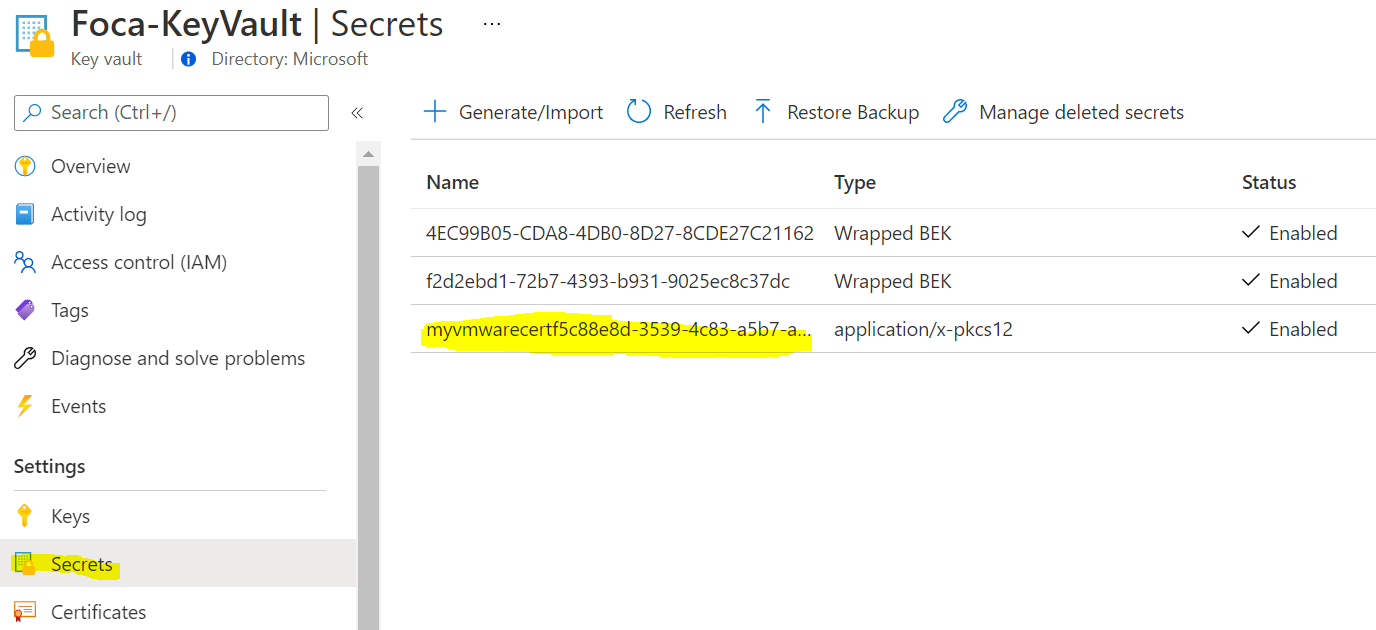 Foca-KeyVault | Secrets ...
Key vault
Directory: Microsoft
Search (Ctrl+/)
«
Generate/Import
Refresh
Restore Backup
Manage deleted secrets
Overview
Activity log
Access control (IAM)
Tags
Diagnose and solve problems
Events
Settings
Keys
Secrets
Certificates
Name Type Status
4EC99B05-CDA8-4DB0-8D27-8CDE27C21162 Wrapped BEK Enabled
f2d2ebd1-72b7-4393-b931-9025ec8c37dc Wrapped BEK Enabled
myvmwarecertf5c88e8d-3539-4c83-a5b7-a... application/x-pkcs12 Enabled